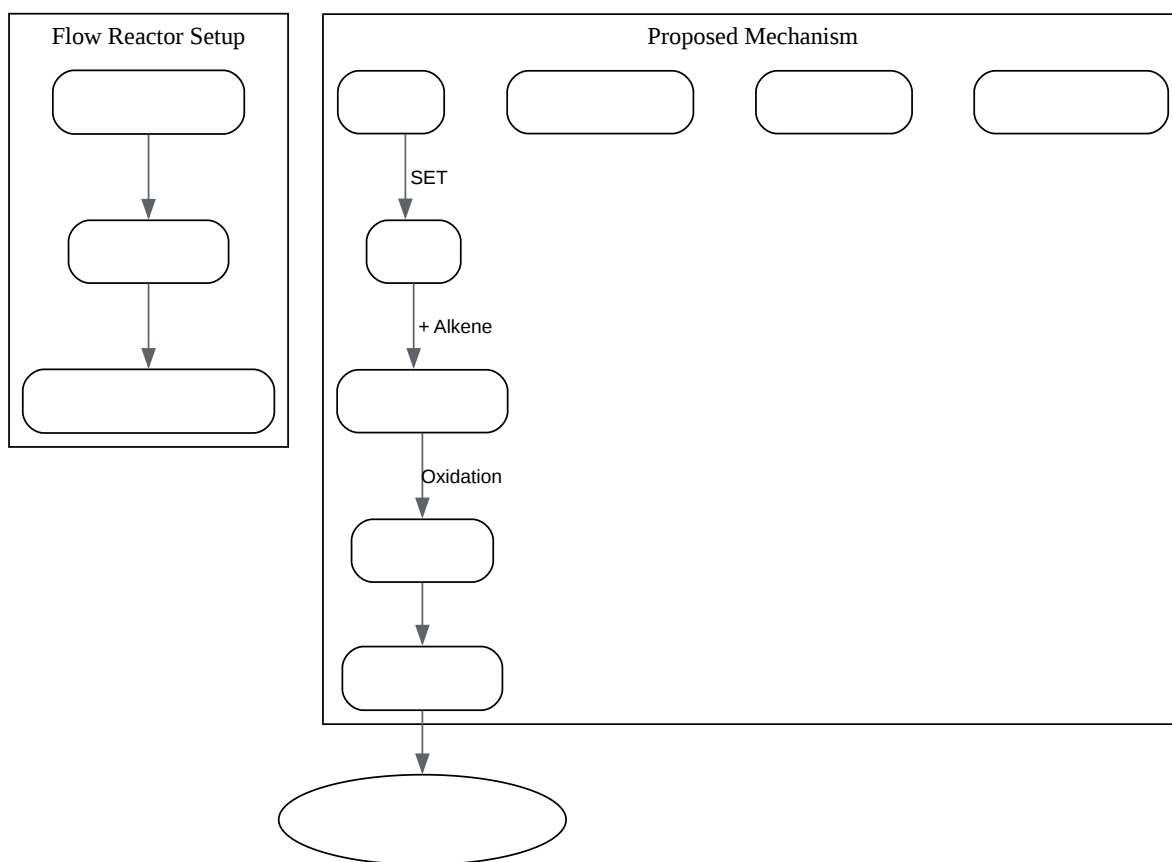 Flow Reactor Setup
Proposed Mechanism
SET
+ Alkene
Oxidation